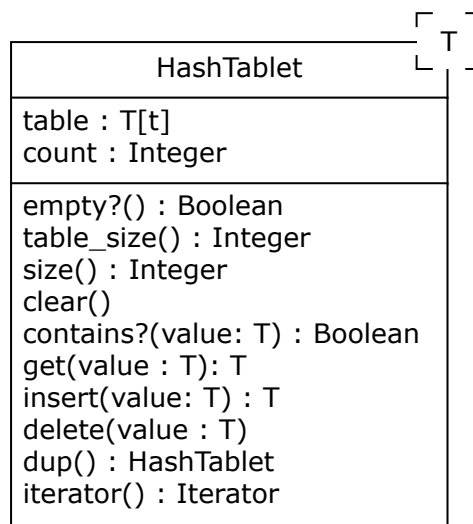 T
HashTablet
table : T[t]
count : Integer
empty?() : Boolean
table_size() : Integer
size() : Integer
clear()
contains?(value: T) : Boolean
get(value : T): T
insert(value: T) : T
delete(value : T)
dup() : HashTablet
iterator() : Iterator